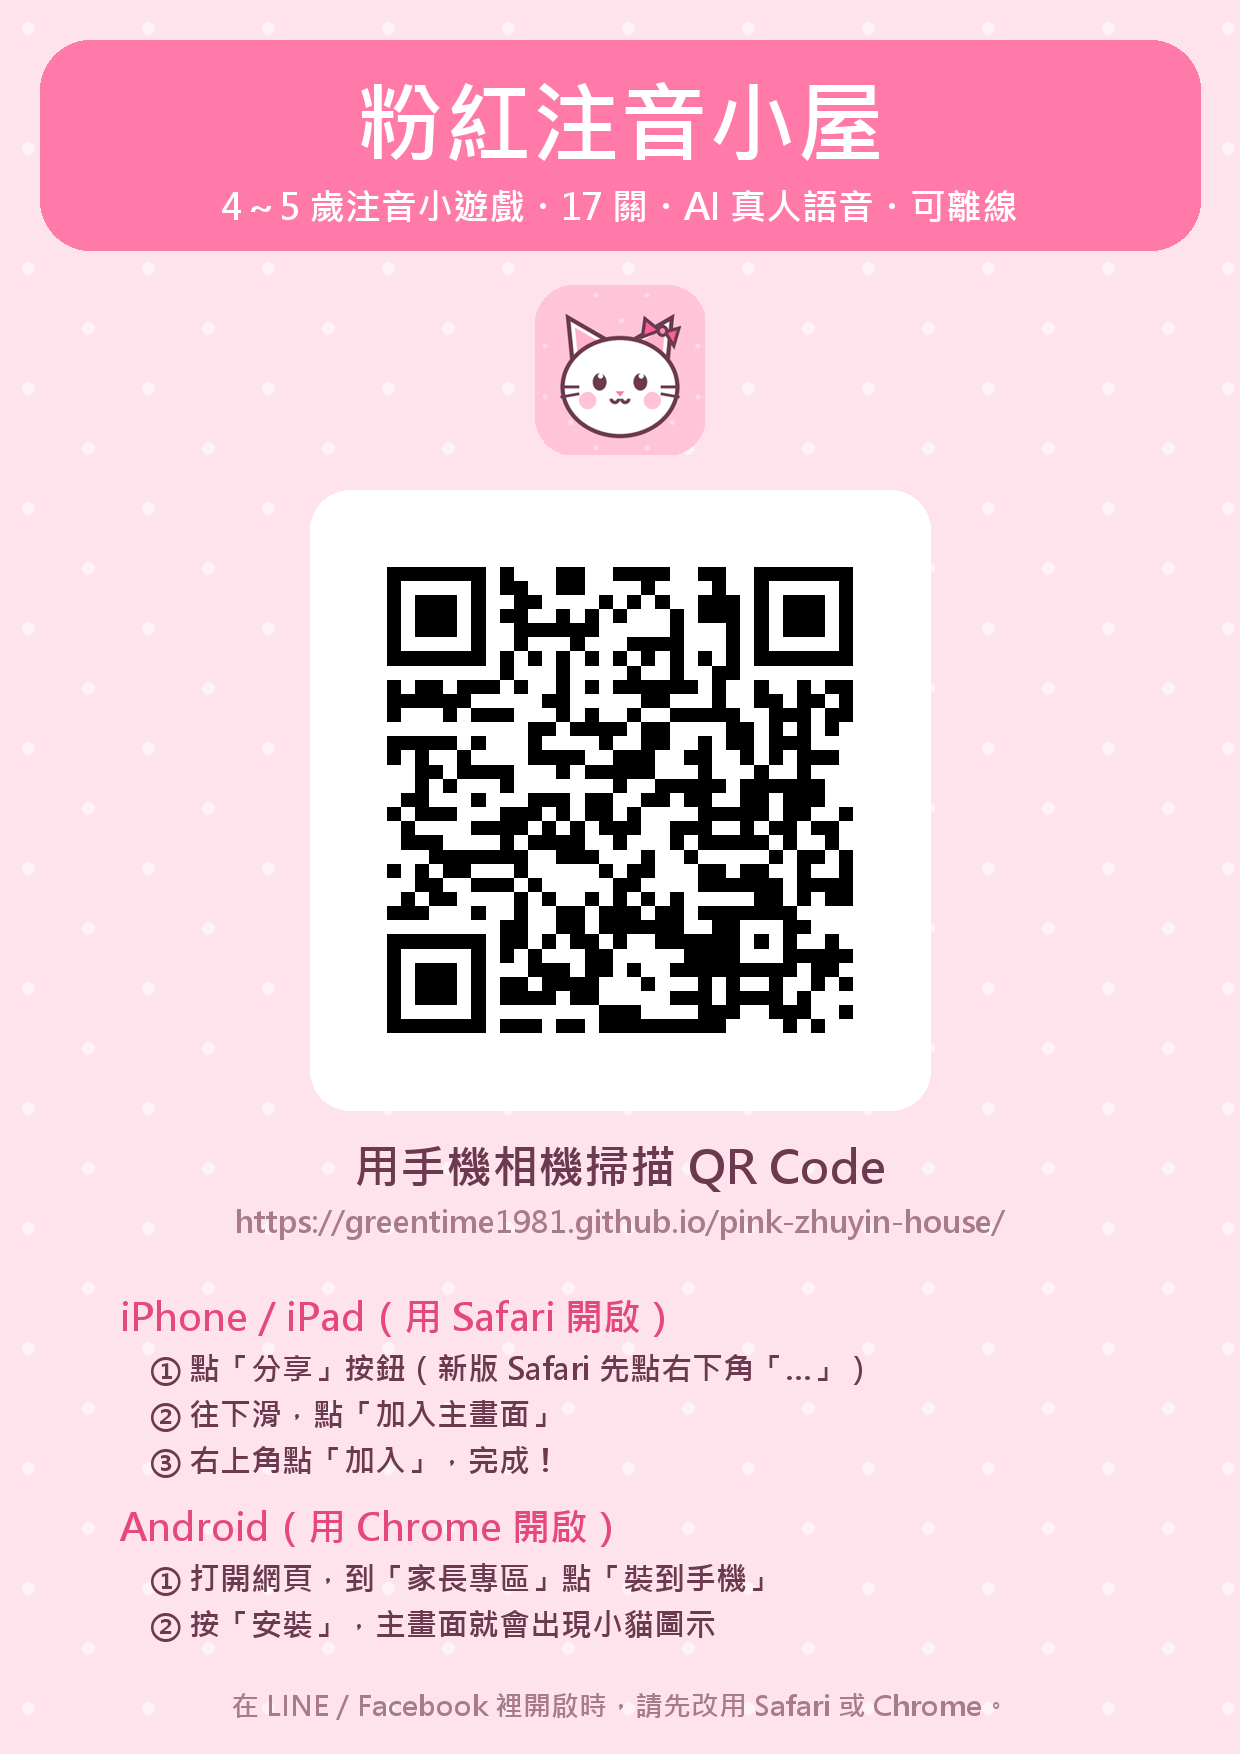 粉紅注音小屋
4～5 歲注音小遊戲・17 關・AI 真人語音・可離線
用手機相機掃描 QR Code
https://greentime1981.github.io/pink-zhuyin-house/
iPhone / iPad（用 Safari 開啟）
① 點「分享」按鈕（新版 Safari 先點右下角「…」）
② 往下滑，點「加入主畫面」
③ 右上角點「加入」，完成！
Android（用 Chrome 開啟）
① 打開網頁，到「家長專區」點「裝到手機」
② 按「安裝」，主畫面就會出現小貓圖示
在 LINE / Facebook 裡開啟時，請先改用 Safari 或 Chrome。